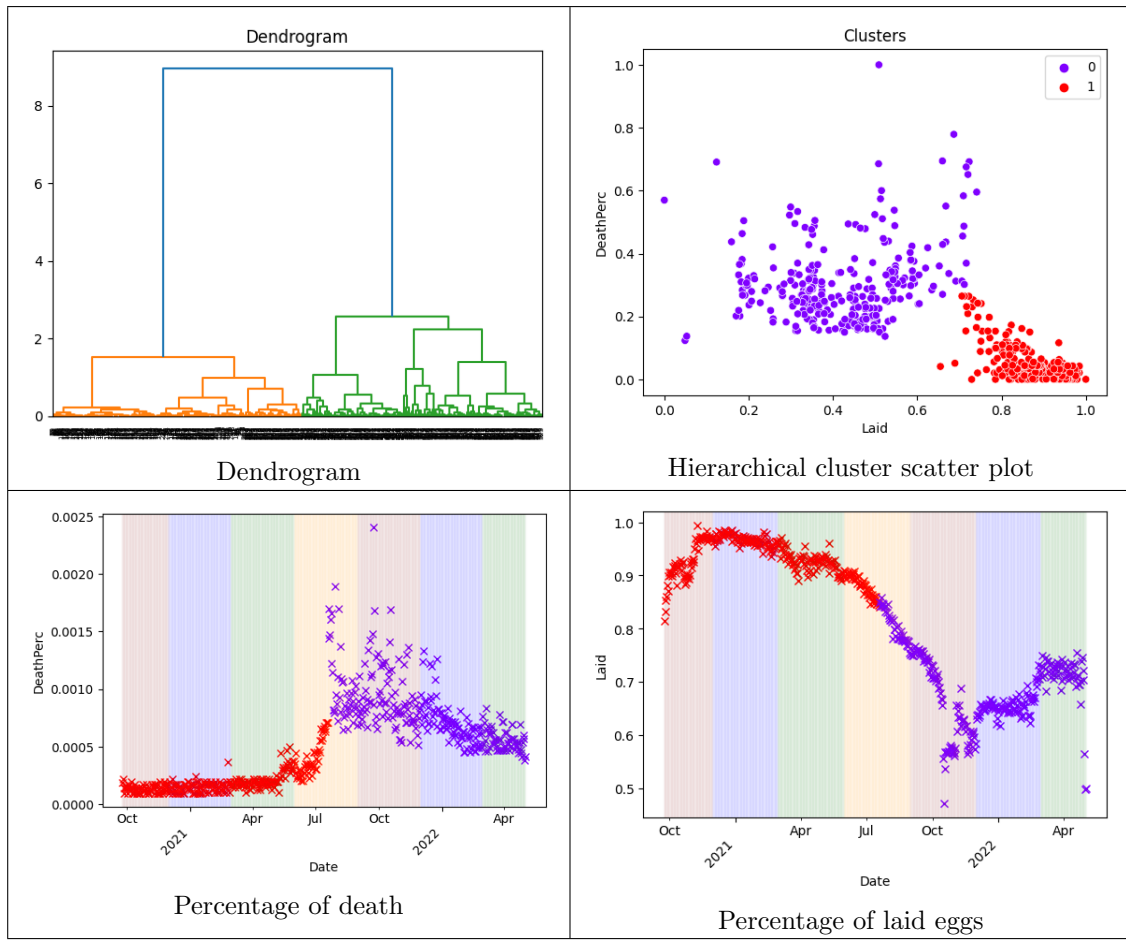 Dendrogram
8
6
4
2
0
Dendrogram
Clusters
0
1
1.0
0.8
0.6
0.4
0.2
0.0
DeathPerc
0.0 0.2 0.4 0.6 0.8 1.0
Laid
Hierarchical cluster scatter plot
0.0025
0.0020
0.0015
0.0010
0.0005
0.0000
DeathPerc
Oct 2021 Apr Jul Oct 2022 Apr
Date
Percentage of death
1.0
0.9
0.8
0.7
0.6
0.5
Laid
Oct 2021 Apr Jul Oct 2022 Apr
Date
Percentage of laid eggs